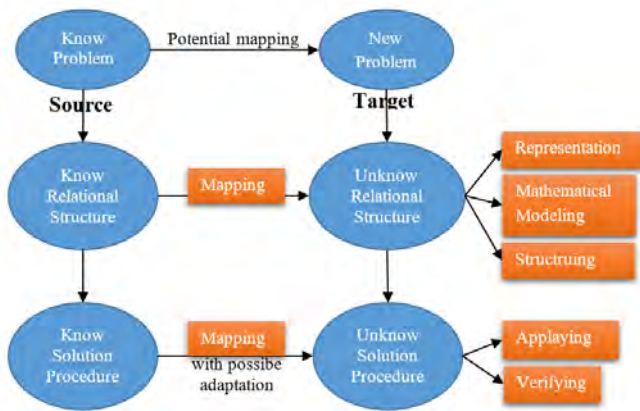 Know
Problem
Potential mapping
New
Problem
Source
Target
Know
Relational
Structure
Mapping
Unknow
Relational
Structure
Representation
Mathematical
Modeling
Structruing
Know
Solution
Procedure
Mapping
with possibe
adaptation
Unknow
Solution
Procedure
Applaying
Verifying